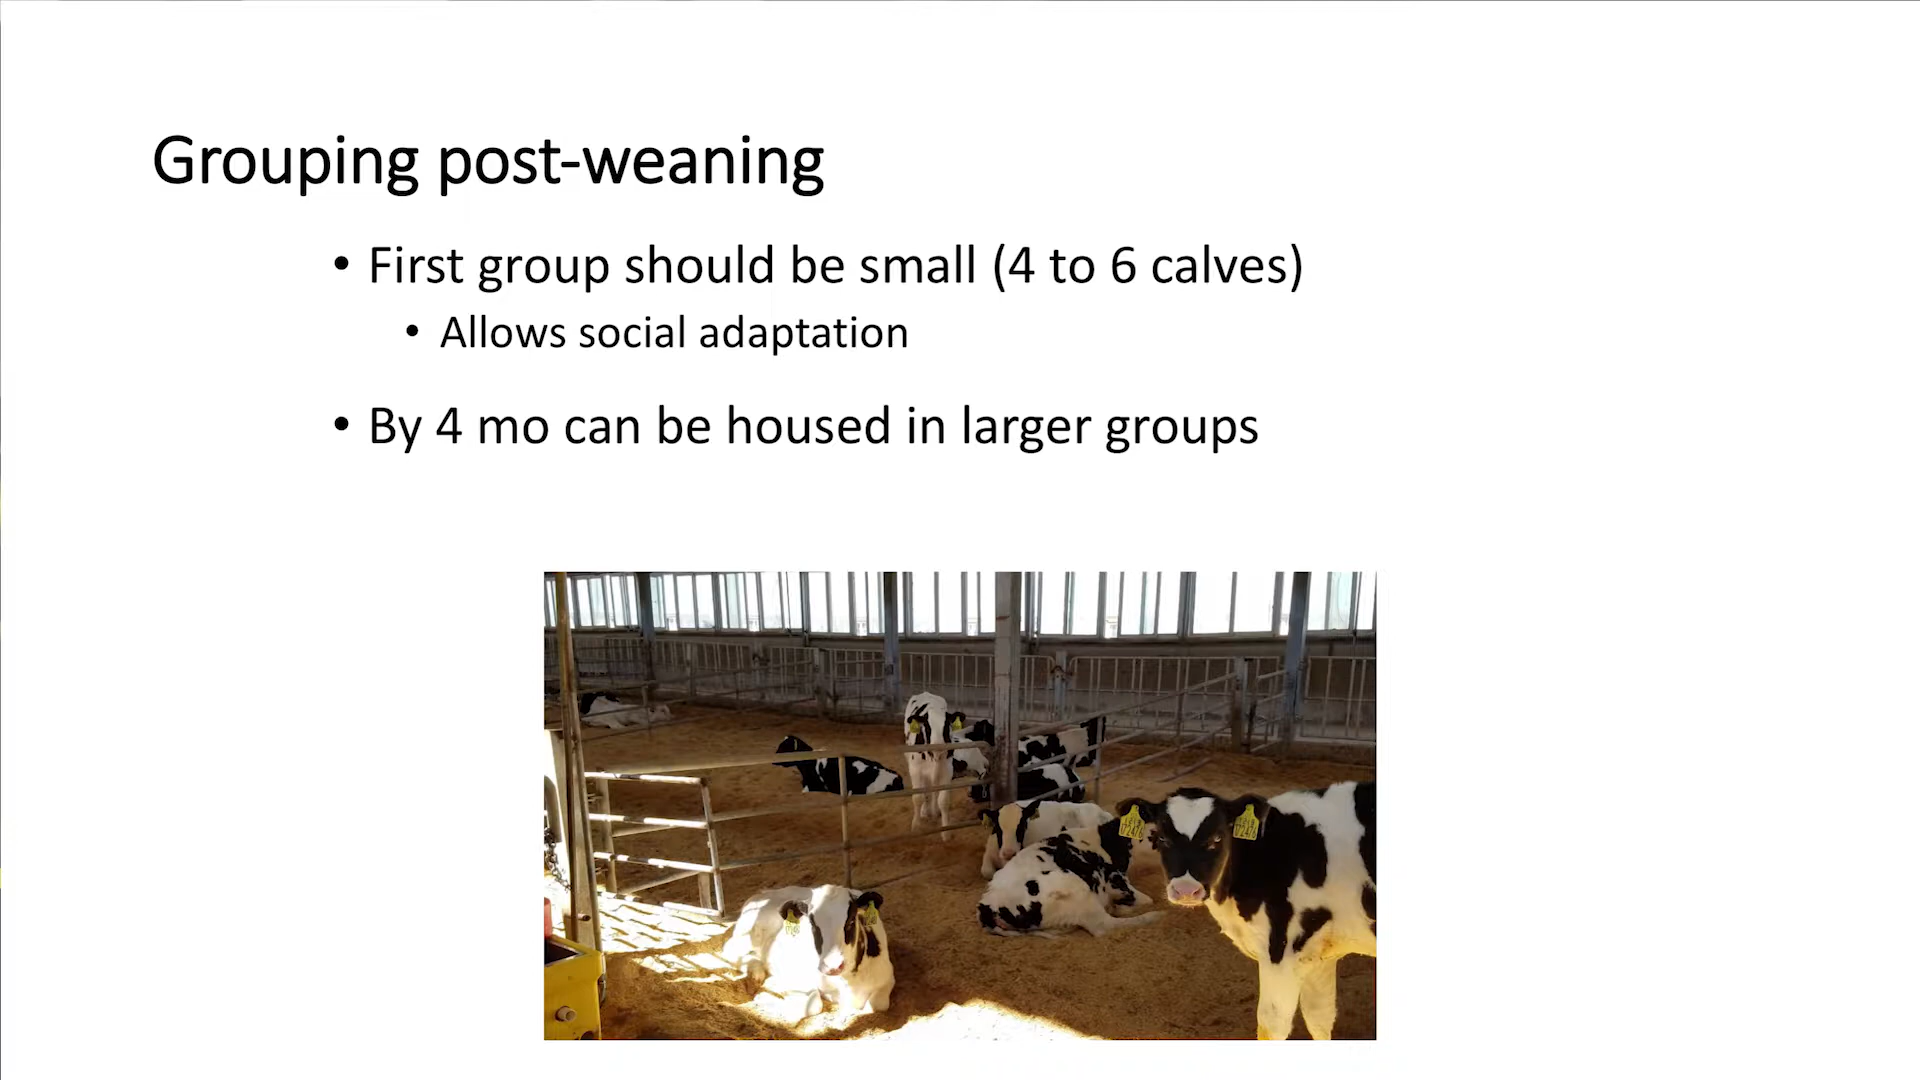 Grouping post-weaning
• First group should be small (4 to 6 calves)
• Allows social adaptation
• By 4 mo can be housed in larger groups